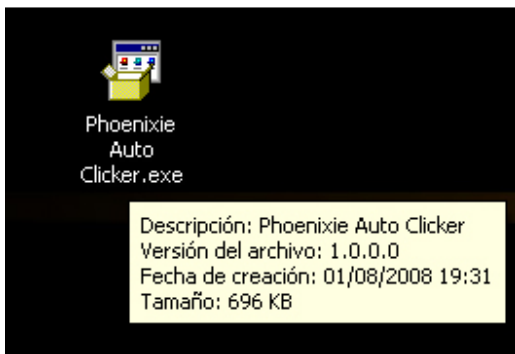 Phoenixie
Auto
Clicker.exe
Descripción: Phoenixie Auto Clicker
Versión del archivo: 1.0.0.0
Fecha de creación: 01/08/2008 19:31
Tamaño: 696 KB